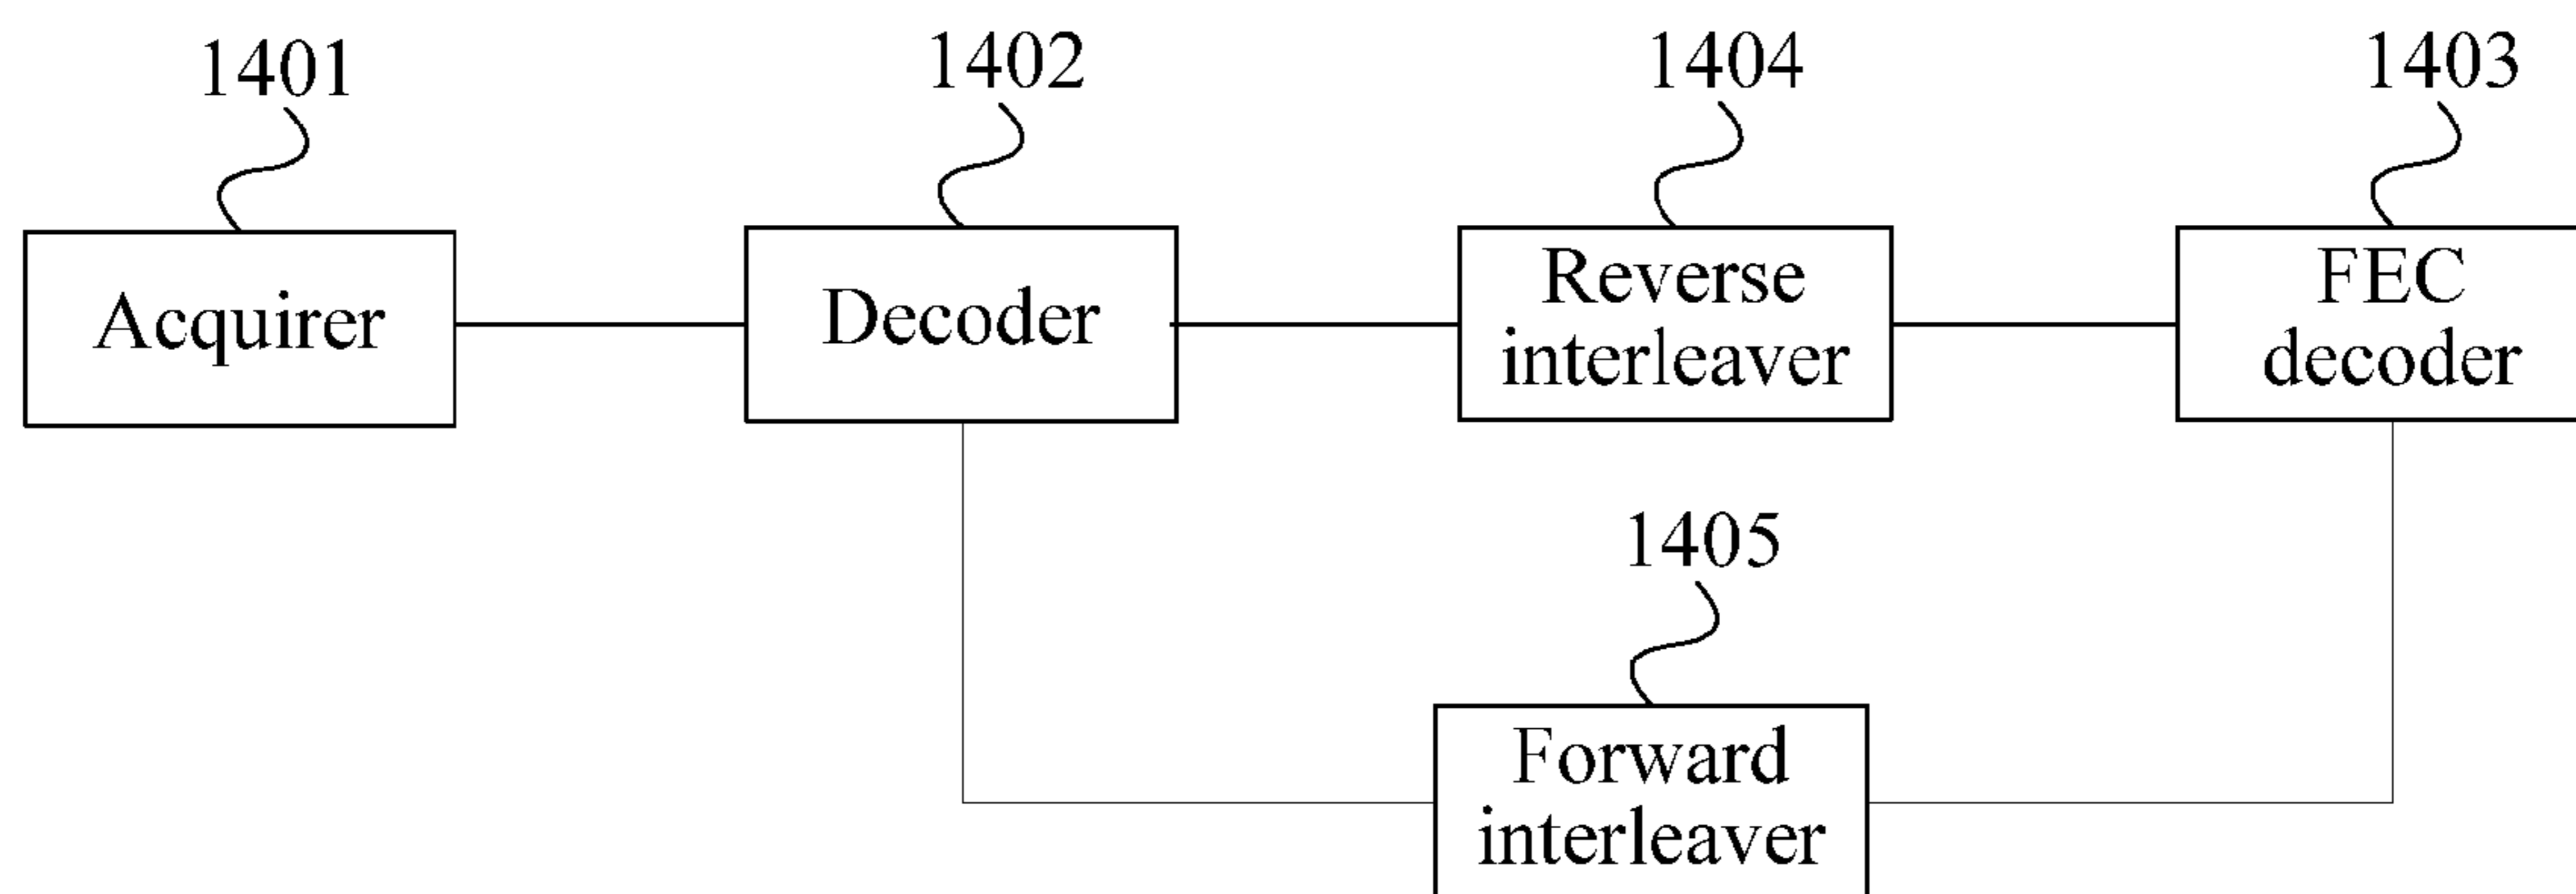 1401
1402
1404
1403
Acquirer
Decoder
Reverse
interleaver
FEC
decoder
1405
Forward
interleaver